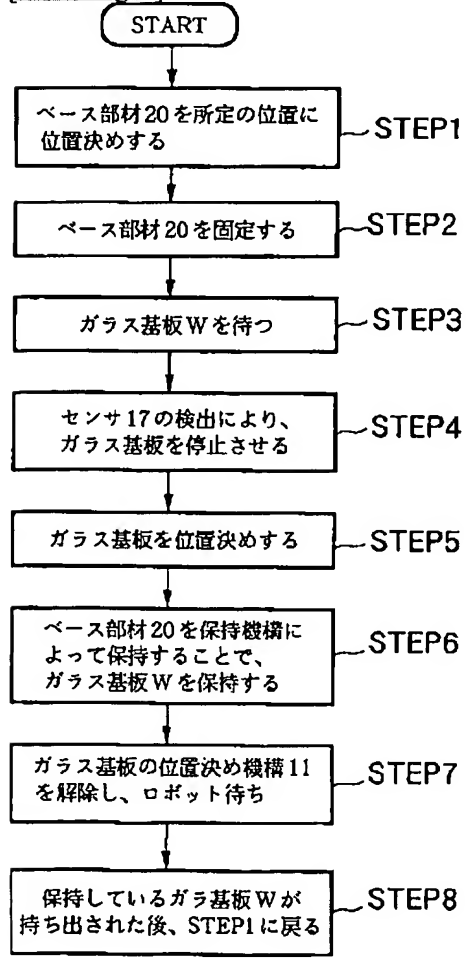 START
ベース部材20を所定の位置に
位置決めする
STEP1
ベース部材20を固定する
STEP2
ガラス基板Wを待つ
STEP3
センサ17の検出により、
ガラス基板を停止させる
STEP4
ガラス基板を位置決めする
STEP5
ベース部材20を保持機構に
よって保持することで、
ガラス基板Wを保持する
STEP6
ガラス基板の位置決め機構11
を解除し、ロボット待ち
STEP7
保持しているガラ基板Wが
持ち出された後、STEP1に戻る
STEP8